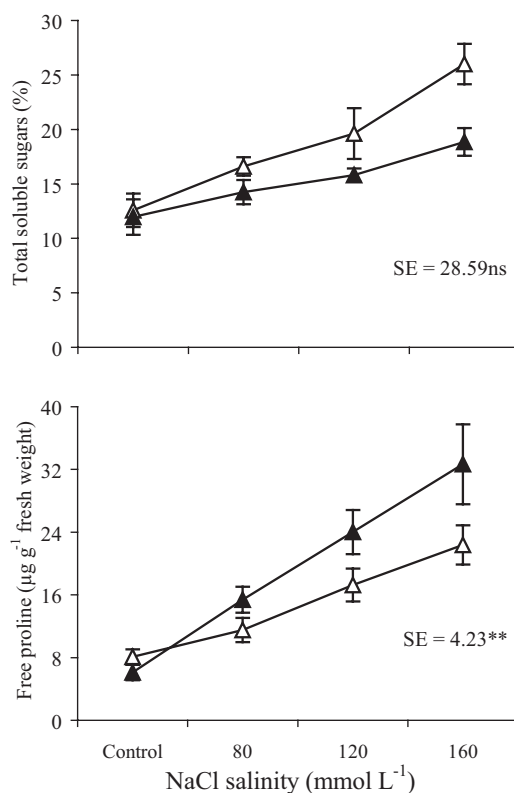 Total soluble sugars (%)
30
25
20
15
10
5
0
SE = 28.59ns
Free proline (µg g⁻¹ fresh weight)
40
32
24
16
8
0
SE = 4.23**
Control 80 120 160
NaCl salinity (mmol L⁻¹)